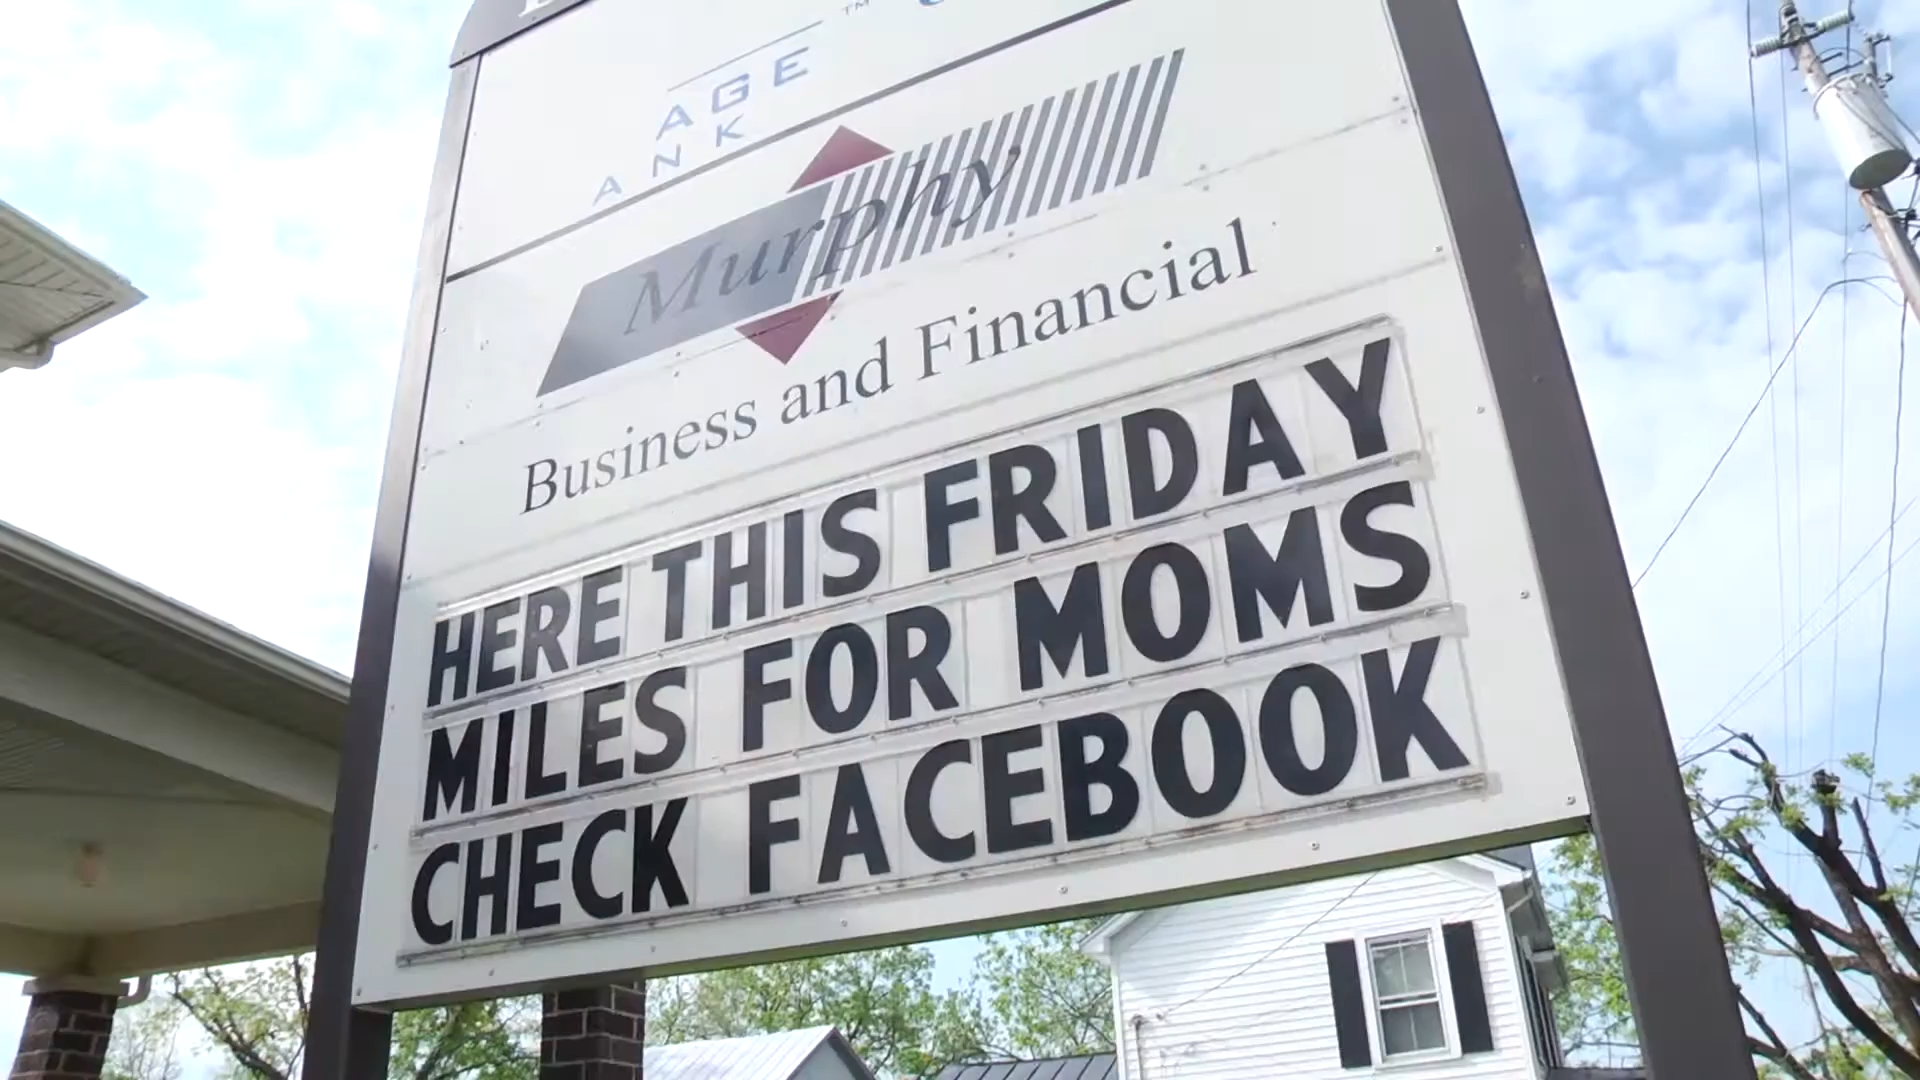 AGE
ANK
Murphy
Business and Financial
HERE THIS FRIDAY
MILES FOR MOMS
CHECK FACEBOOK